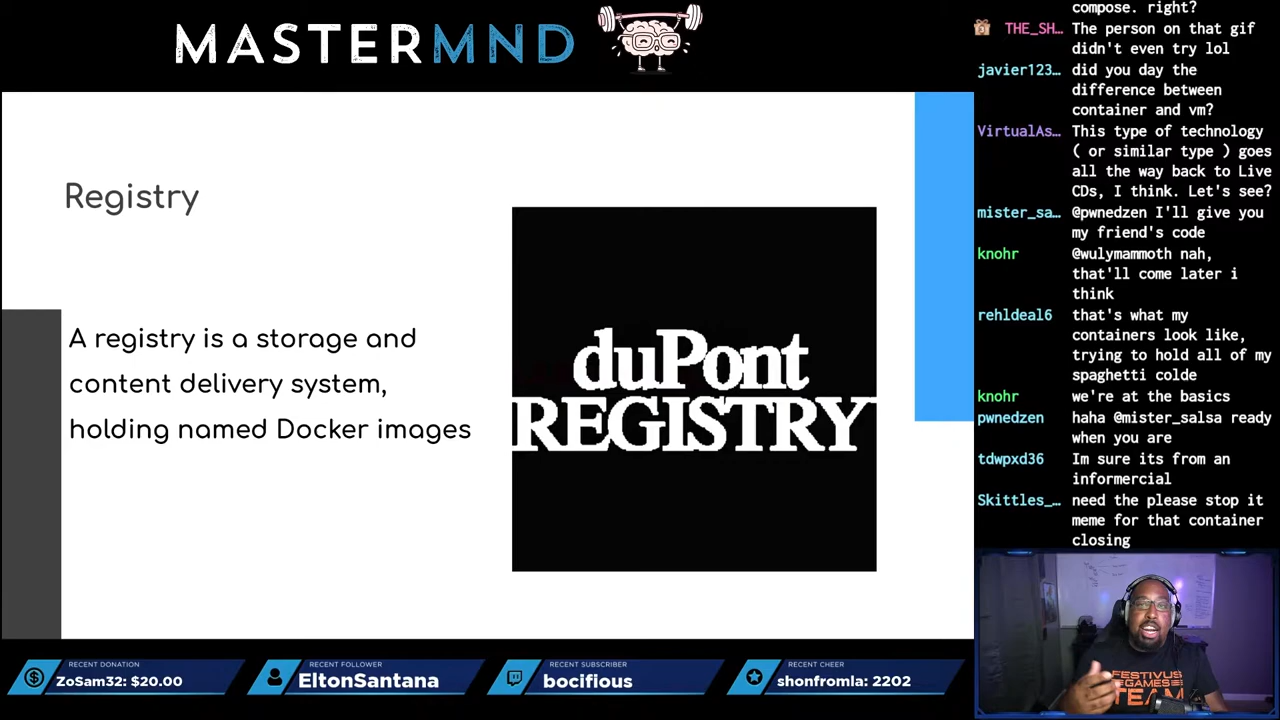 MASTERMND
Registry
A registry is a storage and
content delivery system,
holding named Docker images
duPont
REGISTRY
compose. right?
THE_SH… The person on that gif
didn't even try lol
javier123… did you day the
difference between
container and vm?
VirtualAs… This type of technology
( or similar type ) goes
all the way back to Live
CDs, I think. Let's see?
mister_sa… @pwnedzen I'll give you
my friend's code
knohr @wulymammoth nah,
that'll come later i
think
rehldeal6 that's what my
containers look like,
trying to hold all of my
spaghetti colde
knohr we're at the basics
pwnedzen haha @mister_salsa ready
when you are
tdwpxd36 Im sure its from an
informercial
Skittles_… need the please stop it
meme for that container
closing
FESTIVUS
GAMES
TEAM
RECENT DONATION
ZoSam32: $20.00
RECENT FOLLOWER
EltonSantana
RECENT SUBSCRIBER
bocifious
RECENT CHEER
shonfromla: 2202